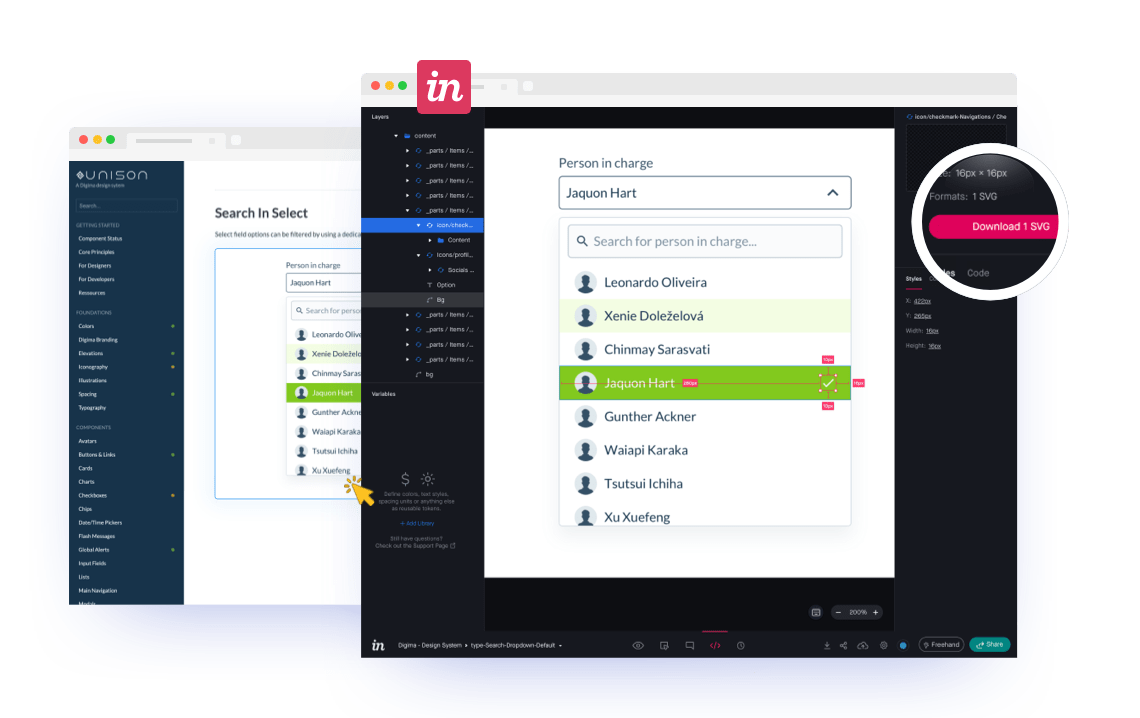 UNISON
A Digima design sytem
Search...
GETTING STARTED
Component Status
Core Principles
For Designers
For Developers
Ressources
FOUNDATIONS
Colors
Digima Branding
Elevations
Iconography
Illustrations
Spacing
Typography
COMPONENTS
Avatars
Buttons & Links
Cards
Charts
Checkboxes
Chips
Date/Time Pickers
Flash Messages
Global Alerts
Input Fields
Lists
Main Navigation
Search In Select
Select field options can be filtered by using a dedica
Person in charge
Jaquon Hart
Search for perso
Leonardo Olive
Xenie Doležel
Chinmay Saras
Jaquon Hart
Gunther Ackne
Waiapi Karaka
Tsutsui Ichiha
Xu Xuefeng
in
Layers
content
_parts / Items /...
_parts / Items /...
_parts / Items /...
_parts / Items /...
_parts / Items /...
icon/check...
Content
Icons/profil...
Socials ...
Option
Bg
_parts / Items /...
_parts / Items /...
_parts / Items /...
_parts / Items /...
bg
Variables
$
Define colors, text styles,
spacing units or anything else
as reusable tokens.
+ Add Library
Still have questions?
Check out the Support Page
Person in charge
Jaquon Hart
Search for person in charge...
Leonardo Oliveira
Xenie Doleželová
Chinmay Sarasvati
Jaquon Hart
Gunther Ackner
Waiapi Karaka
Tsutsui Ichiha
Xu Xuefeng
− 200% +
icon/checkmark-Navigations / Che
16px × 16px
Formats: 1 SVG
Download 1 SVG
Code
Styles
X: 422px
Y: 265px
Width: 16px
Height: 16px
in Digima - Design System type-Search-Dropdown-Default
</> Freehand Share